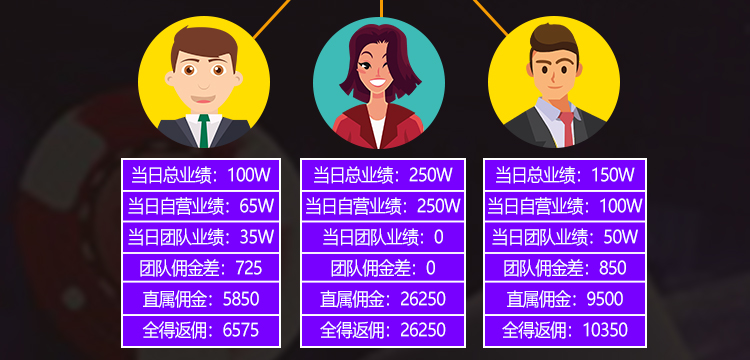 当日总业绩：100W
当日自营业绩：65W
当日团队业绩：35W
团队佣金差：725
直属佣金：5850
全得返佣：6575
当日总业绩：250W
当日自营业绩：250W
当日团队业绩：0
团队佣金差：0
直属佣金：26250
全得返佣：26250
当日总业绩：150W
当日自营业绩：100W
当日团队业绩：50W
团队佣金差：850
直属佣金：9500
全得返佣：10350